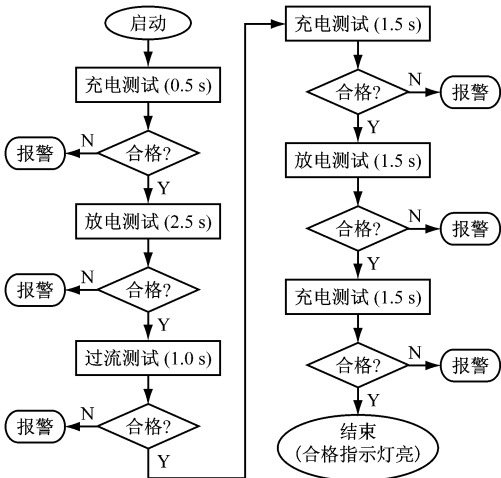 启动
充电测试 (0.5 s)
合格?
N
报警
Y
放电测试 (2.5 s)
合格?
N
报警
Y
过流测试 (1.0 s)
合格?
N
报警
Y
充电测试 (1.5 s)
合格?
N
报警
Y
放电测试 (1.5 s)
合格?
N
报警
Y
充电测试 (1.5 s)
合格?
N
报警
Y
结束
(合格指示灯亮)